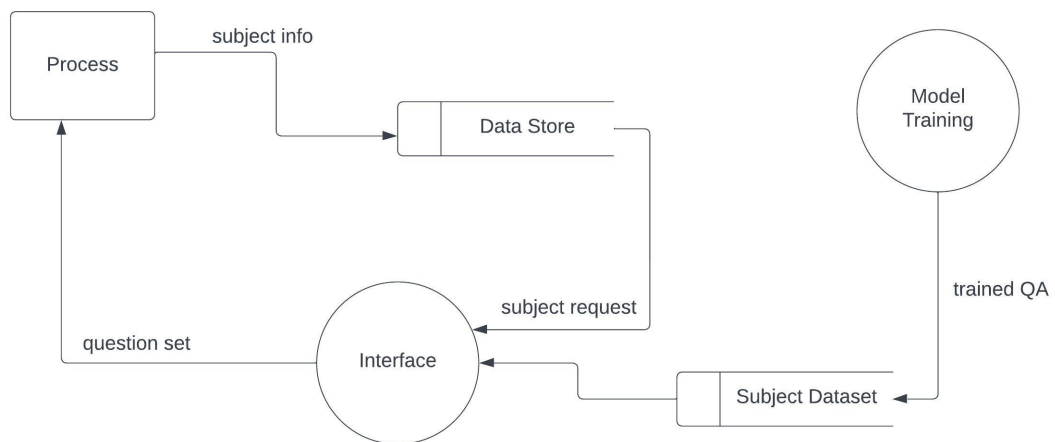 subject info
Process
Data Store
Model
Training
trained QA
subject request
question set
Interface
Subject Dataset